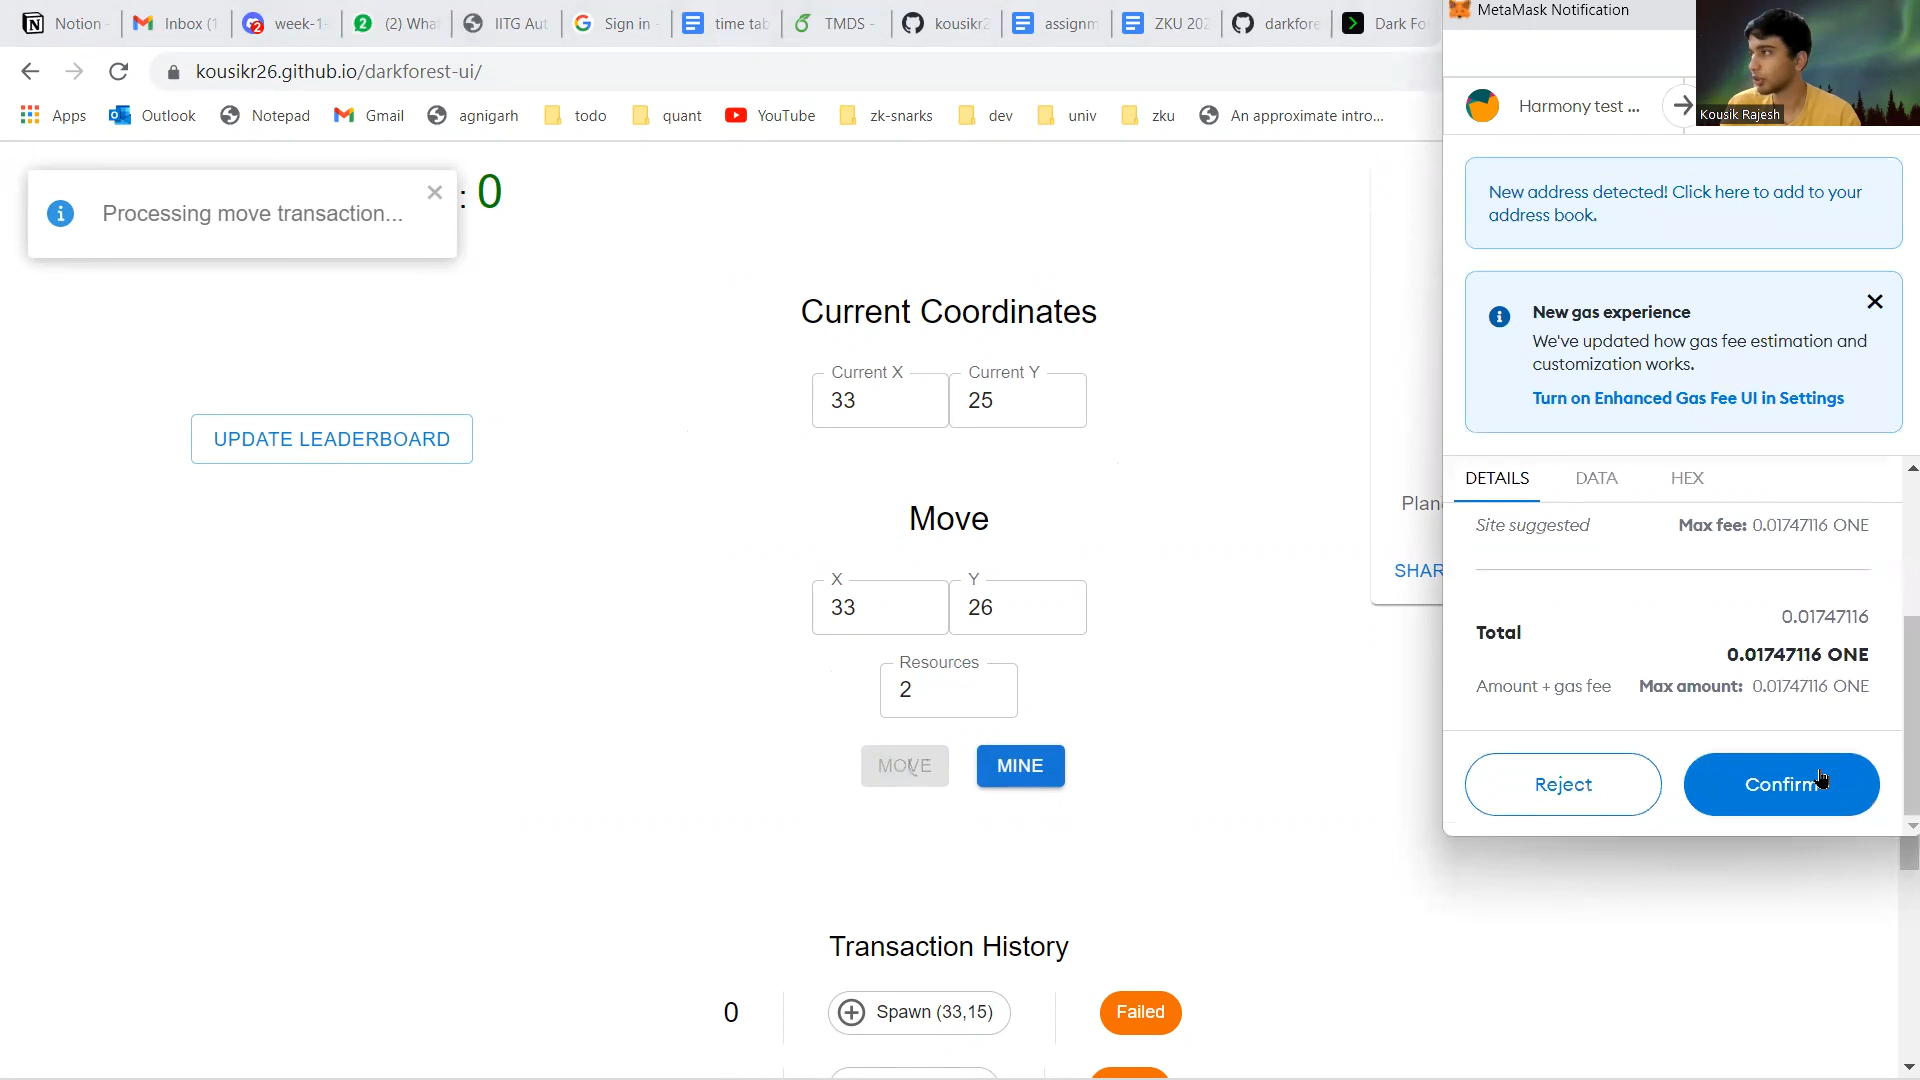 Notion
Inbox (1
week-1
(2) Wha
IITG Aut
Sign in
time tab
TMDS -
kousikr2
assignm
ZKU 202
darkfore
Dark Fo
MetaMask Notification
kousikr26.github.io/darkforest-ui/
Apps
Outlook
Notepad
Gmail
agnigarh
todo
quant
YouTube
zk-snarks
dev
univ
zku
An approximate intro...
Harmony test ...
Kousik Rajesh
Processing move transaction...
: 0
New address detected! Click here to add to your
address book.
New gas experience
We've updated how gas fee estimation and
customization works.
Turn on Enhanced Gas Fee UI in Settings
Current Coordinates
Current X
33
Current Y
25
UPDATE LEADERBOARD
Move
X
33
Y
26
Resources
2
MOVE
MINE
Plan
SHAR
DETAILS
DATA
HEX
Site suggested
Max fee: 0.01747116 ONE
0.01747116
Total
0.01747116 ONE
Amount + gas fee
Max amount: 0.01747116 ONE
Reject
Confirm
Transaction History
0
Spawn (33,15)
Failed